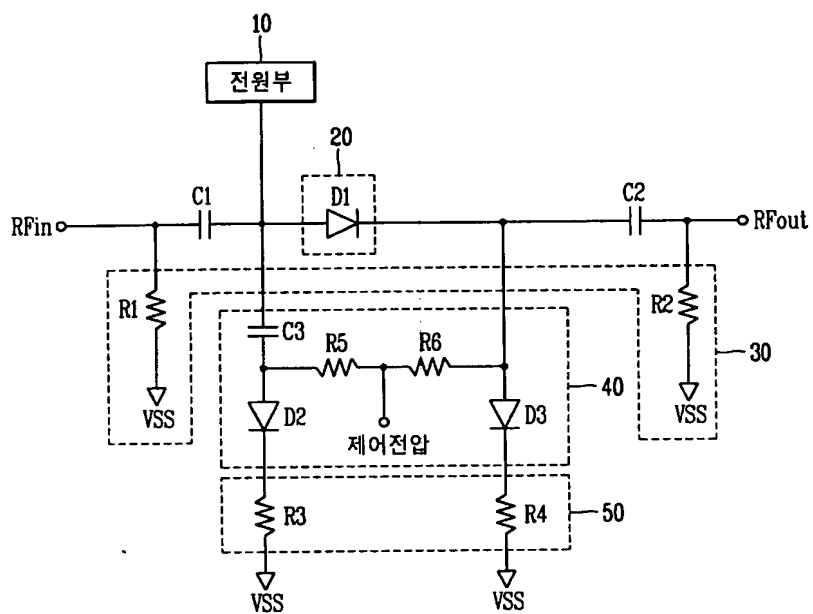 10
전원부
20
C1
D1
C2
RFin
RFout
R1
R2
C3
R5
R6
30
40
VSS
D2
D3
VSS
제어전압
R3
R4
50
VSS
VSS